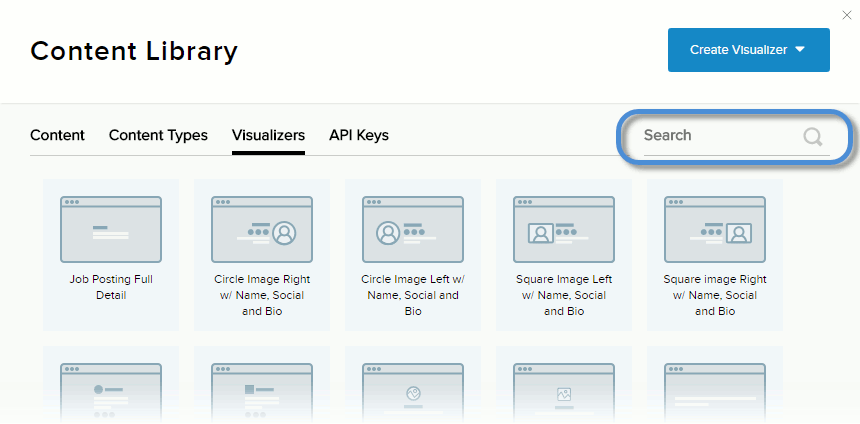 Content Library
Create Visualizer
Content Content Types Visualizers API Keys
Search
Job Posting Full
Detail
Circle Image Right
w/ Name, Social
and Bio
Circle Image Left w/
Name, Social and
Bio
Square Image Left
w/ Name, Social
and Bio
Square image Right
w/ Name, Social
and Bio